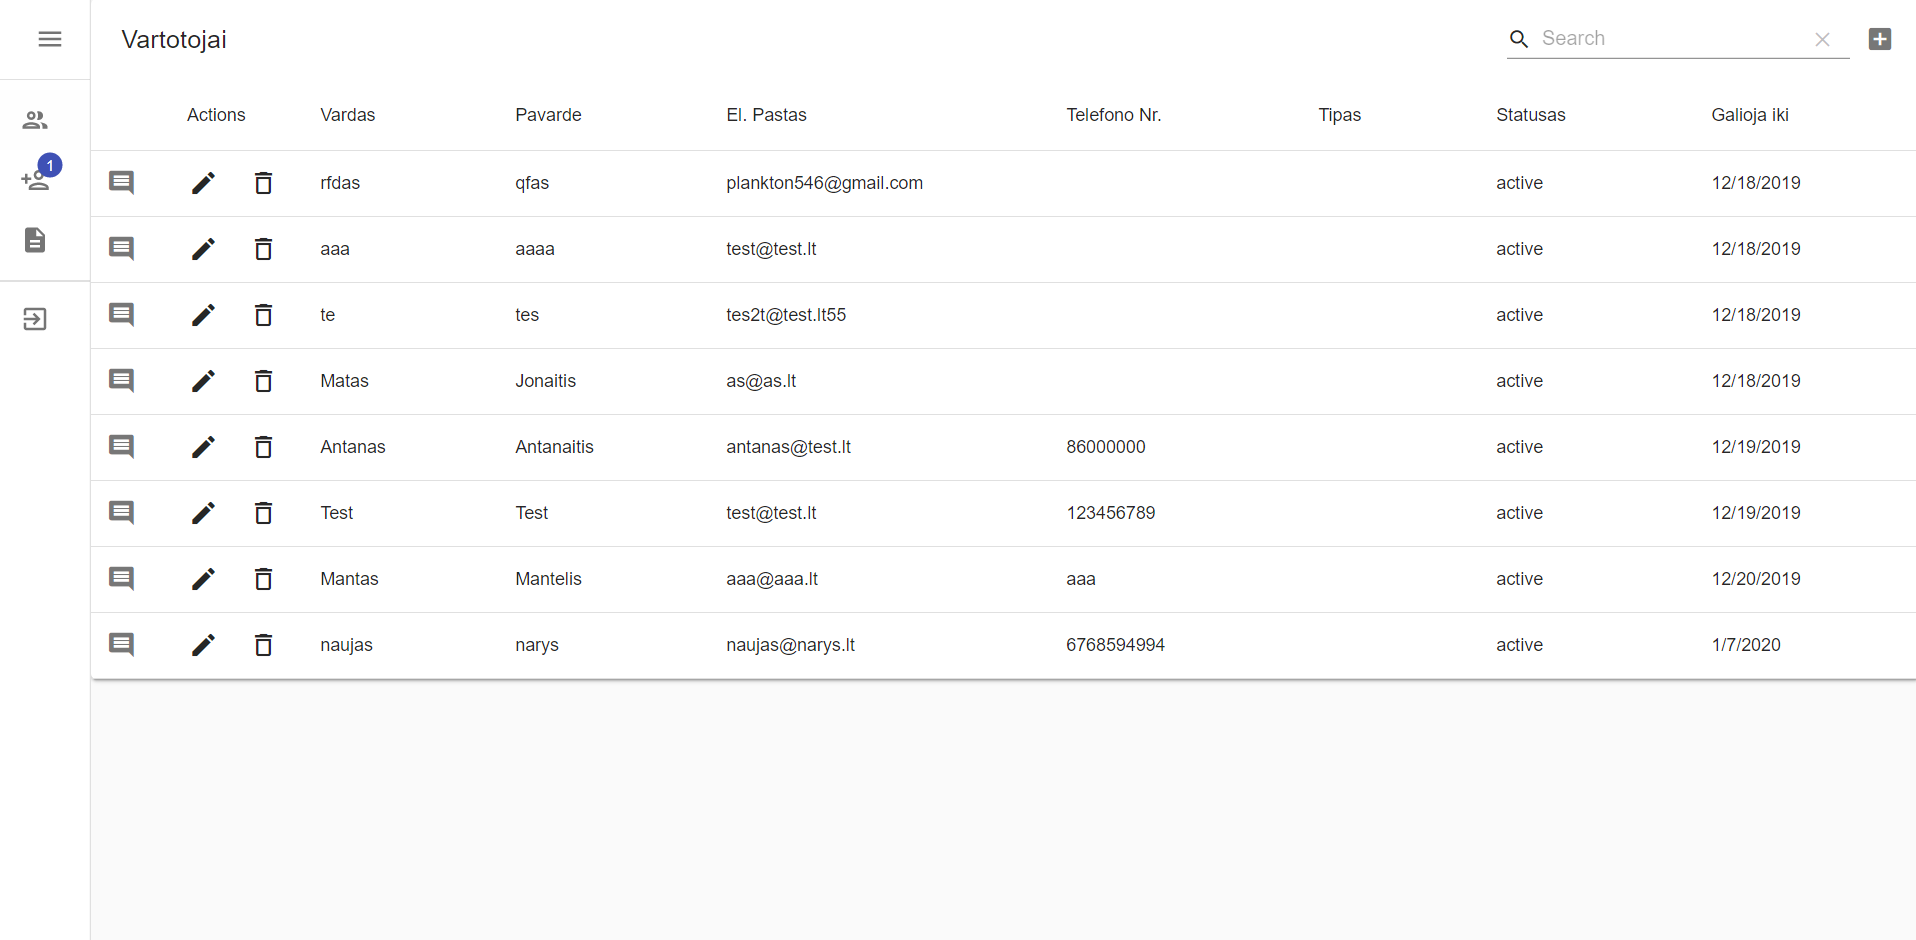 Vartotojai Search
Actions Vardas Pavarde El. Pastas Telefono Nr. Tipas Statusas Galioja iki
1
rfdas qfas plankton546@gmail.com active 12/18/2019
aaa aaaa test@test.lt active 12/18/2019
te tes tes2t@test.lt55 active 12/18/2019
Matas Jonaitis as@as.lt active 12/18/2019
Antanas Antanaitis antanas@test.lt 86000000 active 12/19/2019
Test Test test@test.lt 123456789 active 12/19/2019
Mantas Mantelis aaa@aaa.lt aaa active 12/20/2019
naujas narys naujas@narys.lt 6768594994 active 1/7/2020